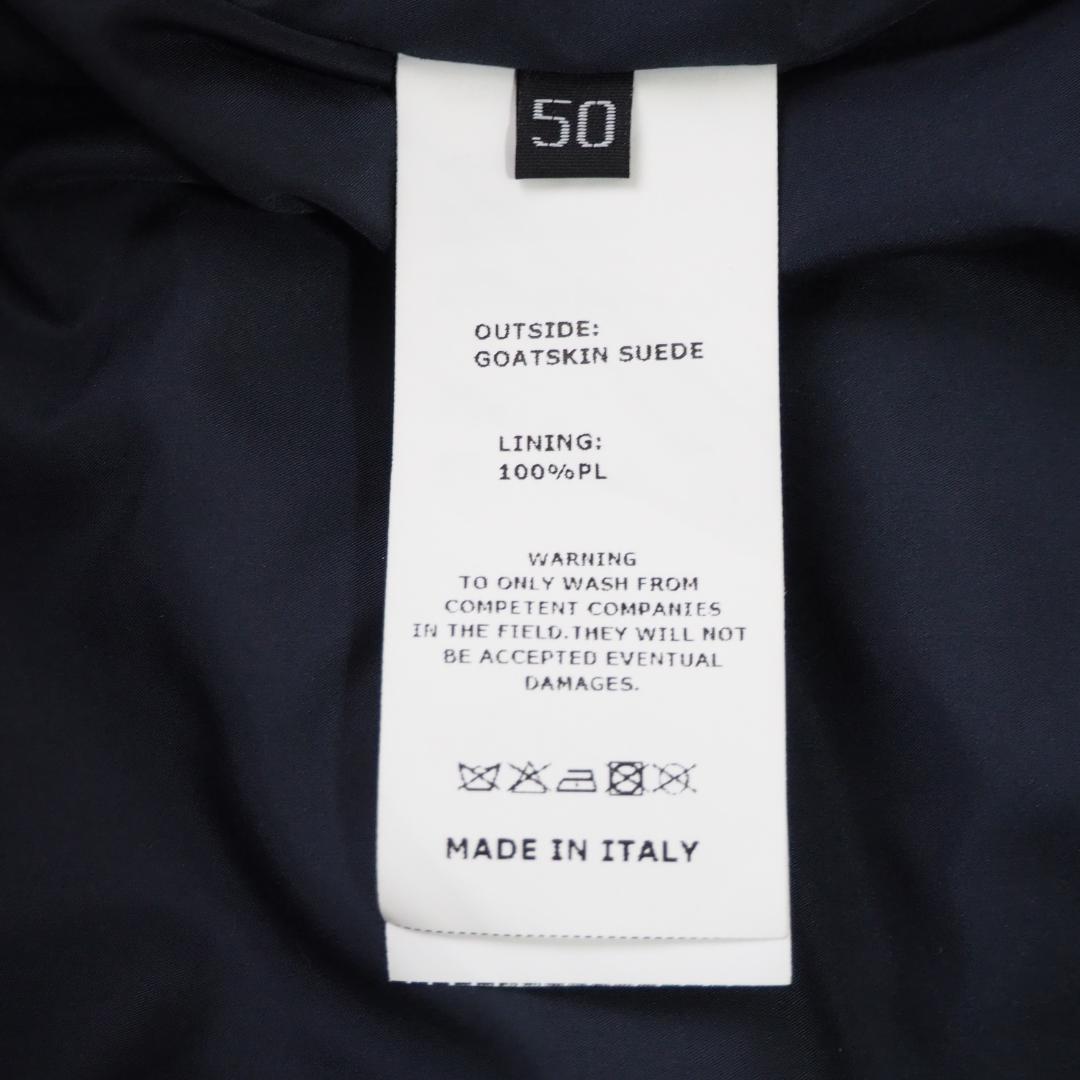 50
OUTSIDE:
GOATSKIN SUEDE
LINING:
100%PL
WARNING
TO ONLY WASH FROM
COMPETENT COMPANIES
IN THE FIELD.THEY WILL NOT
BE ACCEPTED EVENTUAL
DAMAGES.
MADE IN ITALY